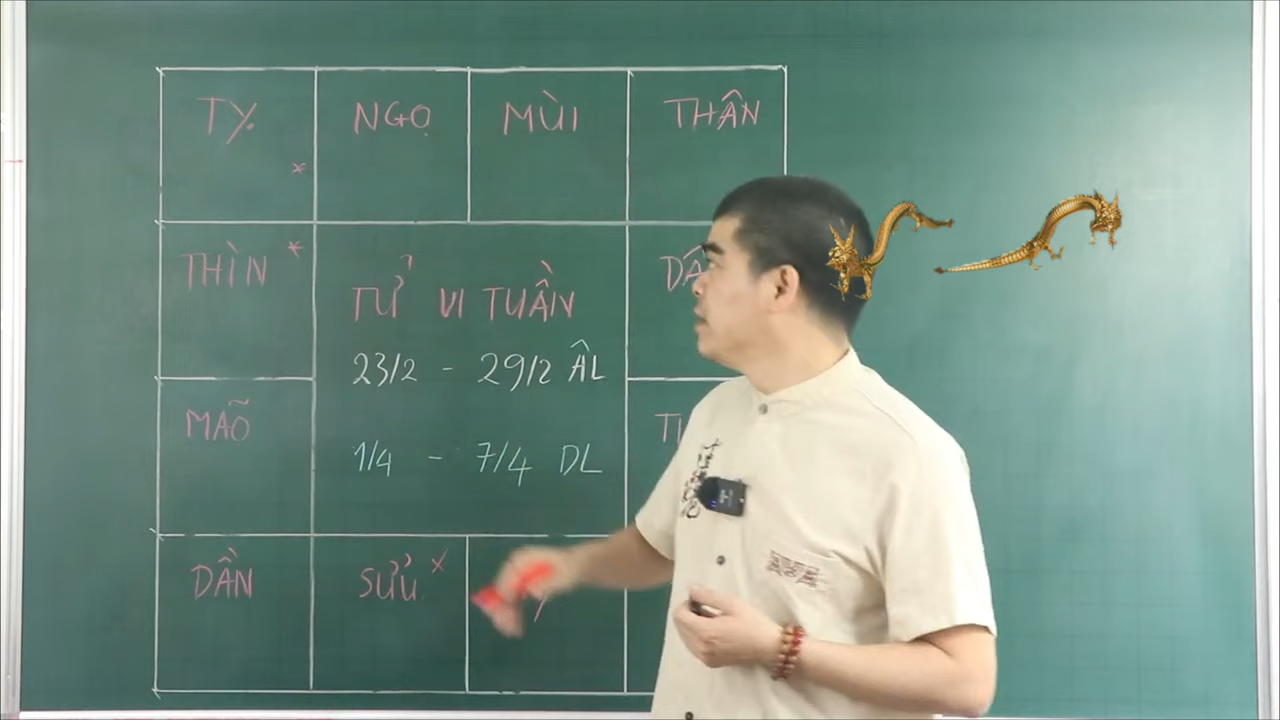 TỴ
NGỌ
MÙI
THÂN
THÌN
TỬ VI TUẦN
23/2 - 29/2 ÂL
1/4 - 7/4 DL
MÃO
DẦN
SỬU